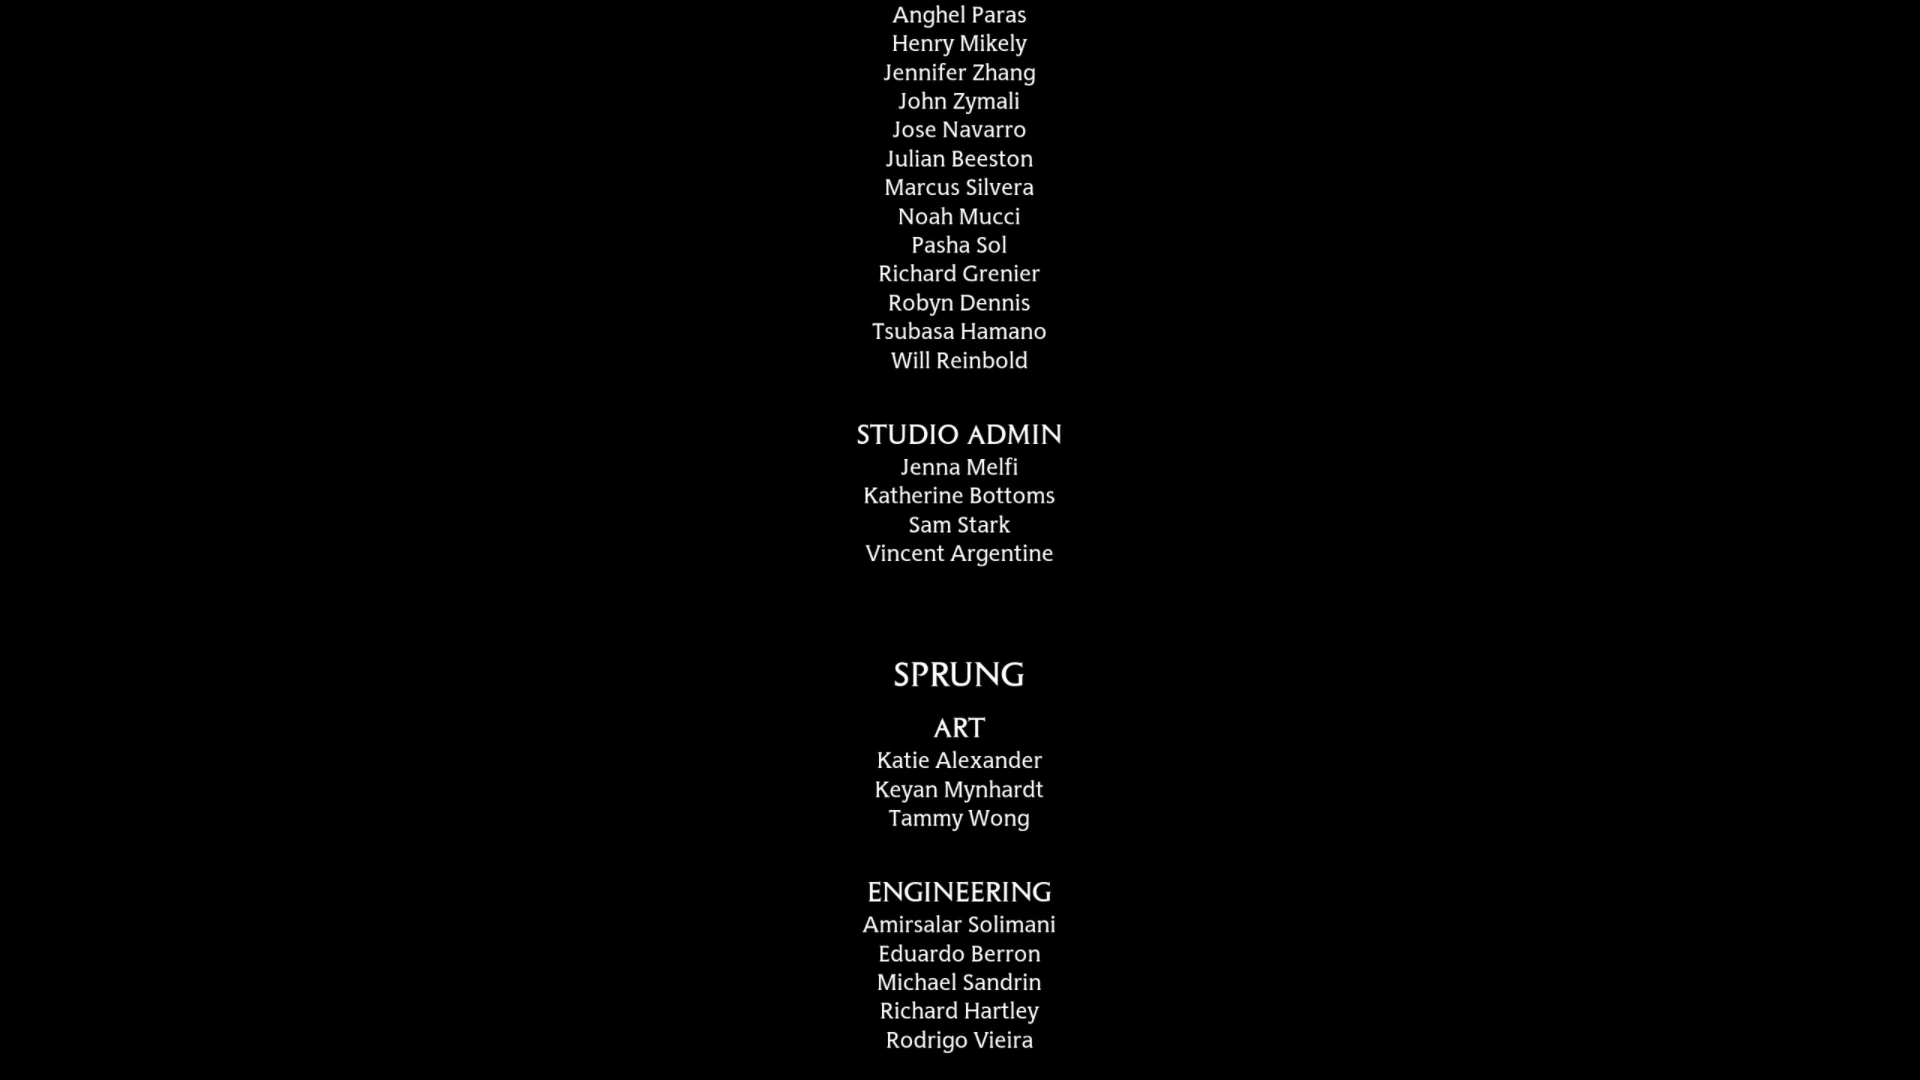 Anghel Paras
Henry Mikely
Jennifer Zhang
John Zymali
Jose Navarro
Julian Beeston
Marcus Silvera
Noah Mucci
Pasha Sol
Richard Grenier
Robyn Dennis
Tsubasa Hamano
Will Reinbold
STUDIO ADMIN
Jenna Melfi
Katherine Bottoms
Sam Stark
Vincent Argentine
SPRUNG
ART
Katie Alexander
Keyan Mynhardt
Tammy Wong
ENGINEERING
Amirsalar Solimani
Eduardo Berron
Michael Sandrin
Richard Hartley
Rodrigo Vieira